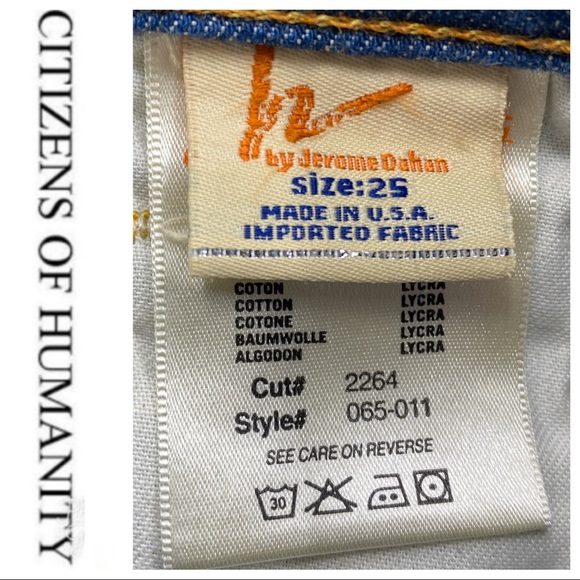 CITIZENS OF HUMANITY
by Jerome Dahan
size:25
MADE IN U.S.A.
IMPORTED FABRIC
COTON LYCRA
COTTON LYCRA
COTONE LYCRA
BAUMWOLLE LYCRA
ALGODON LYCRA
Cut# 2264
Style# 065-011
SEE CARE ON REVERSE
30